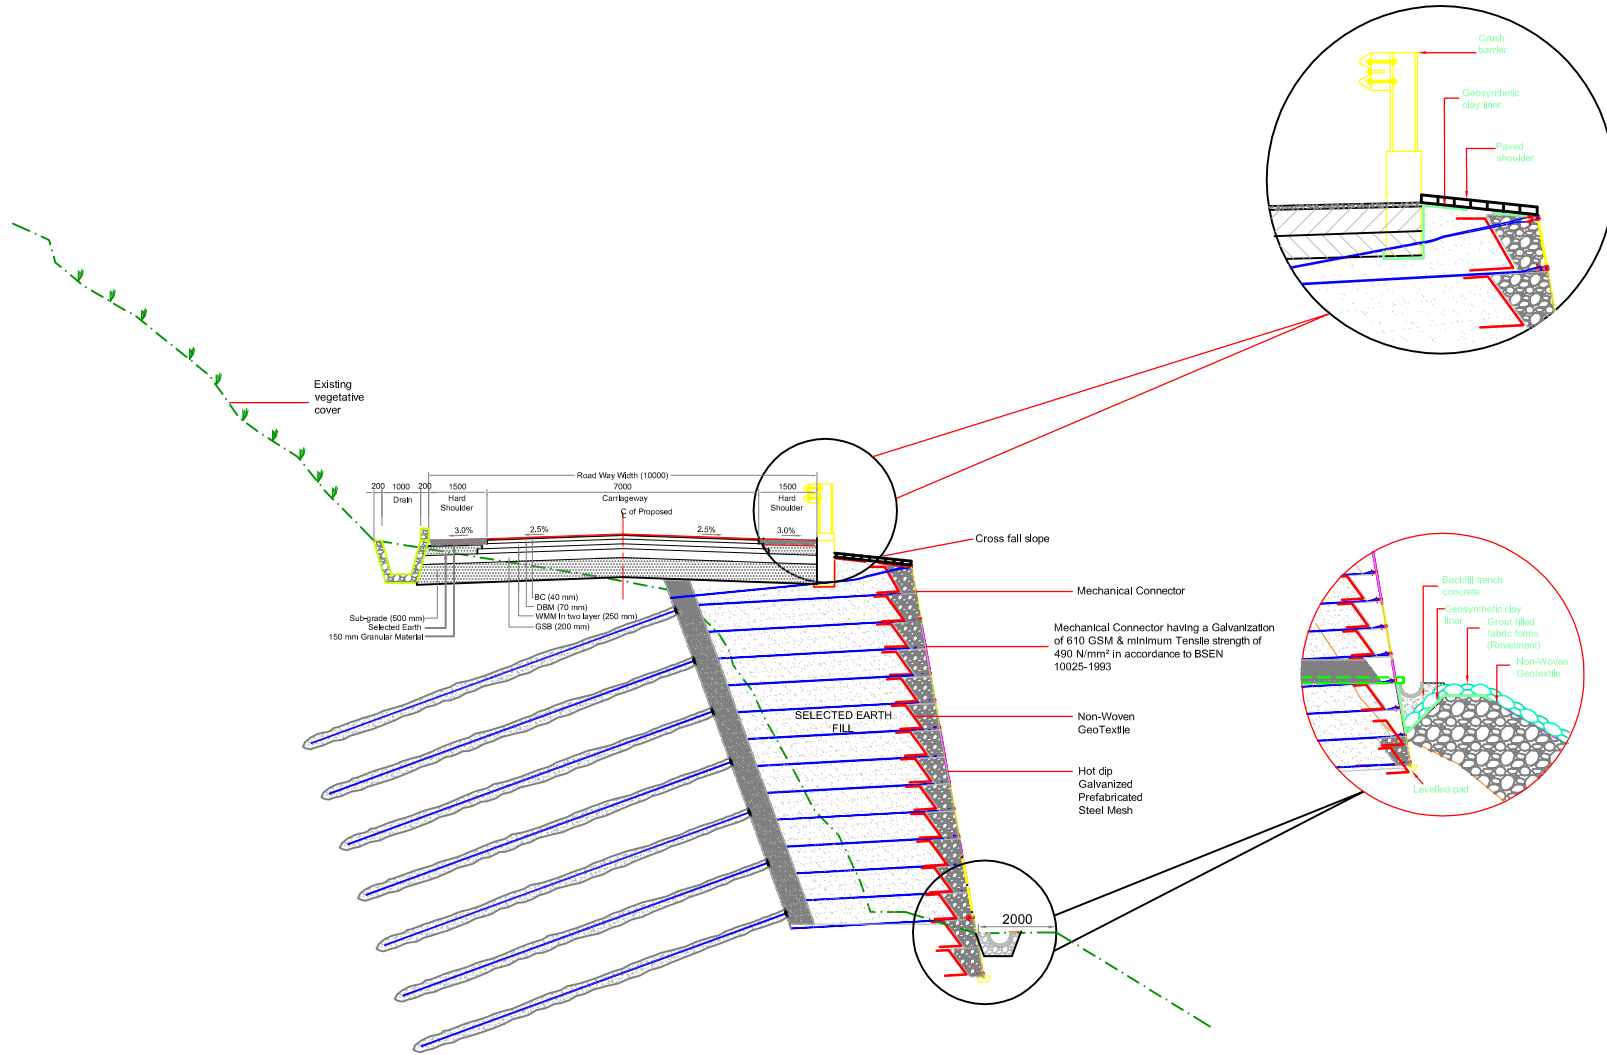 Crash
barrier
Geosynthetic
clay liner
Paved
shoulder
Existing
vegetative
cover
Road Way Width (10000)
200 1000 200 1500 7000 1500
Drain
Hard
Shoulder
Carriageway
Hard
Shoulder
C of Proposed
3.0% 2.5% 2.5% 3.0%
Cross fall slope
BC (40 mm)
DBM (70 mm)
WMM in two layer (250 mm)
GSB (200 mm)
Sub-grade (500 mm)
Selected Earth
150 mm Granular Material
Mechanical Connector
Mechanical Connector having a Galvanization
of 610 GSM & minimum Tensile strength of
490 N/mm² in accordance to BSEN
10025-1993
SELECTED EARTH
FILL
Non-Woven
GeoTextile
Hot dip
Galvanized
Prefabricated
Steel Mesh
2000
Backfill trench
concrete
Geosynthetic clay
liner
Grout filled
fabric forms
(Revetment)
Non-Woven
Geotextile
Levelled pad